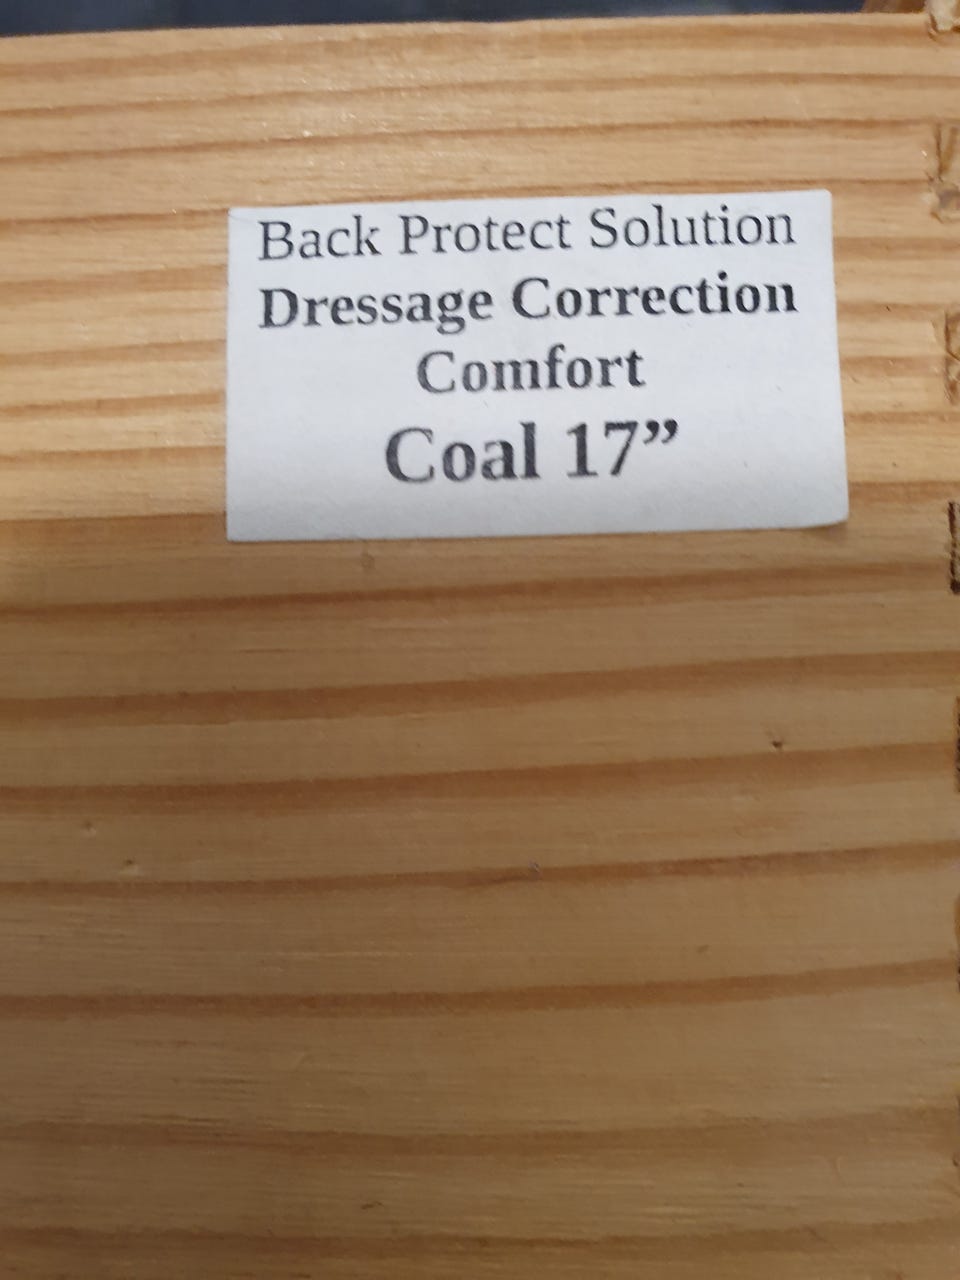 Back Protect Solution
Dressage Correction
Comfort
Coal 17”